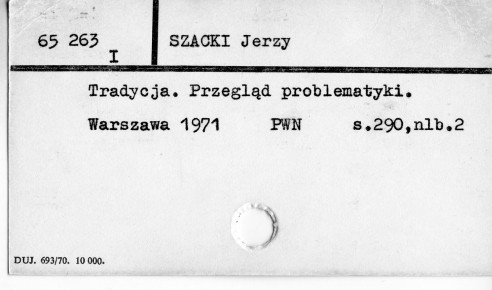 65 263
I
SZACKI Jerzy
Tradycja. Przegląd problematyki.
Warszawa 1971 PWN s.290,nlb.2
DUJ. 693/70. 10 000.